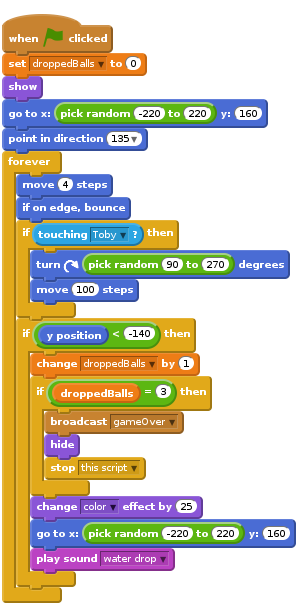 when clicked
set droppedBalls to 0
show
go to x: pick random -220 to 220 y: 160
point in direction 135
forever
move 4 steps
if on edge, bounce
if touching Toby ? then
turn pick random 90 to 270 degrees
move 100 steps
if y position < -140 then
change droppedBalls by 1
if droppedBalls = 3 then
broadcast gameOver
hide
stop this script
change color effect by 25
go to x: pick random -220 to 220 y: 160
play sound water drop